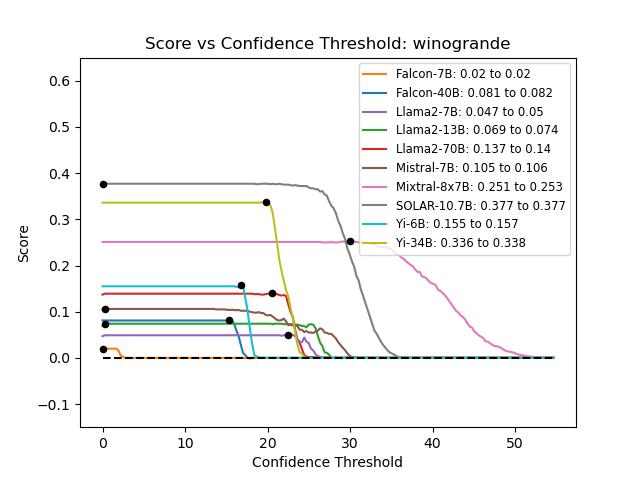 Score vs Confidence Threshold: winogrande
Falcon-7B: 0.02 to 0.02
Falcon-40B: 0.081 to 0.082
Llama2-7B: 0.047 to 0.05
Llama2-13B: 0.069 to 0.074
Llama2-70B: 0.137 to 0.14
Mistral-7B: 0.105 to 0.106
Mixtral-8x7B: 0.251 to 0.253
SOLAR-10.7B: 0.377 to 0.377
Yi-6B: 0.155 to 0.157
Yi-34B: 0.336 to 0.338
Score
0.6
0.5
0.4
0.3
0.2
0.1
0.0
−0.1
0 10 20 30 40 50
Confidence Threshold